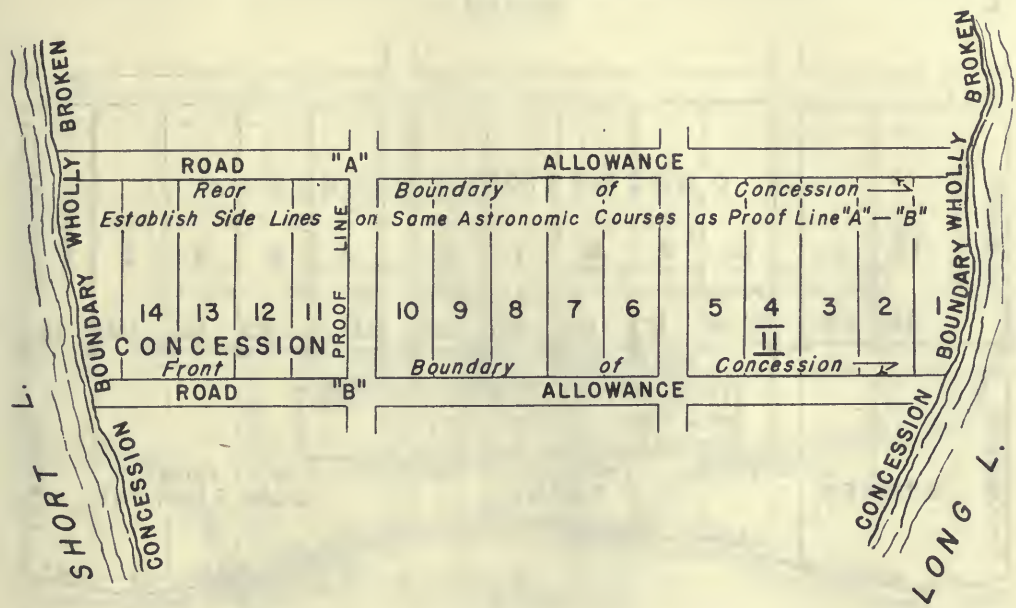 BROKEN
WHOLLY
BOUNDARY
CONCESSION
SHORT L.
ROAD "A" ALLOWANCE
Rear Boundary of Concession
Establish Side Lines on Same Astronomic Courses as Proof Line "A" — "B"
PROOF LINE
14 13 12 11 10 9 8 7 6 5 4 3 2 1
II
CONCESSION
Front Boundary of Concession
ROAD "B" ALLOWANCE
BROKEN
WHOLLY
BOUNDARY
CONCESSION
LONG L.